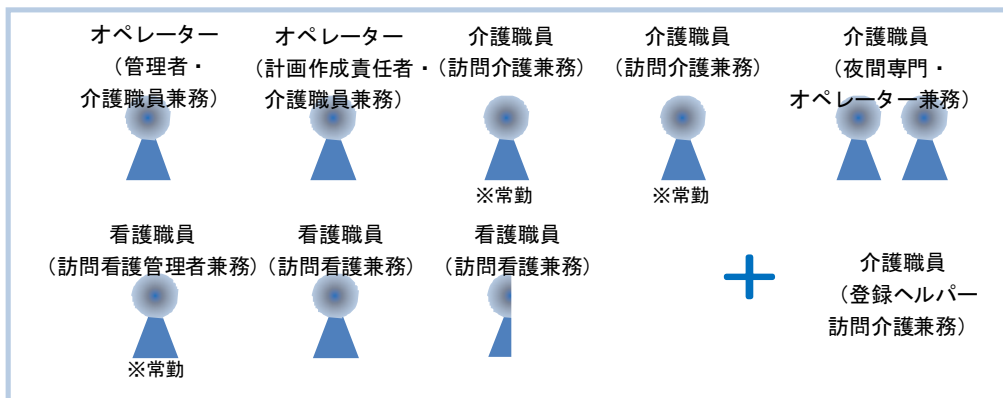 オペレーター
(管理者・
介護職員兼務)
オペレーター
(計画作成責任者・
介護職員兼務)
介護職員
(訪問介護兼務)
※常勤
介護職員
(訪問介護兼務)
※常勤
介護職員
(夜間専門・
オペレーター兼務)
看護職員
(訪問看護管理者兼務)
※常勤
看護職員
(訪問看護兼務)
看護職員
(訪問看護兼務)
+
介護職員
(登録ヘルパー
訪問介護兼務)